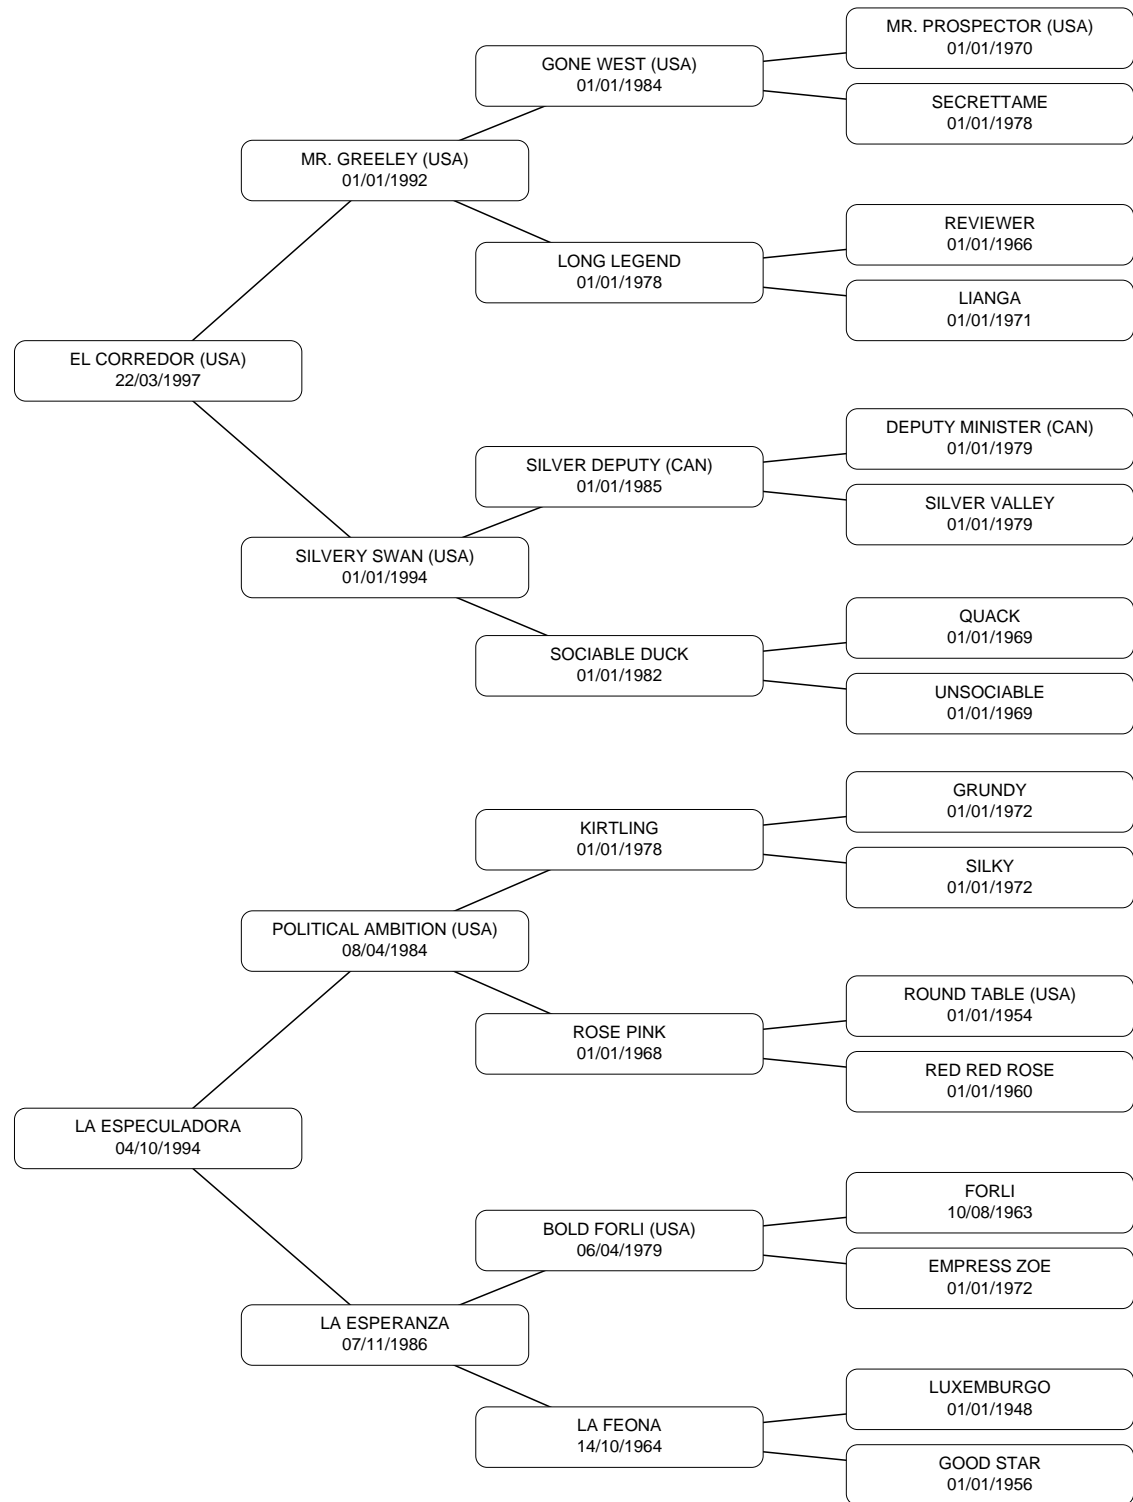 MR. PROSPECTOR (USA)
01/01/1970
GONE WEST (USA)
01/01/1984
SECRETTAME
01/01/1978
MR. GREELEY (USA)
01/01/1992
REVIEWER
01/01/1966
LONG LEGEND
01/01/1978
LIANGA
01/01/1971
EL CORREDOR (USA)
22/03/1997
DEPUTY MINISTER (CAN)
01/01/1979
SILVER DEPUTY (CAN)
01/01/1985
SILVER VALLEY
01/01/1979
SILVERY SWAN (USA)
01/01/1994
QUACK
01/01/1969
SOCIABLE DUCK
01/01/1982
UNSOCIABLE
01/01/1969
GRUNDY
01/01/1972
KIRTLING
01/01/1978
SILKY
01/01/1972
POLITICAL AMBITION (USA)
08/04/1984
ROUND TABLE (USA)
01/01/1954
ROSE PINK
01/01/1968
RED RED ROSE
01/01/1960
LA ESPECULADORA
04/10/1994
FORLI
10/08/1963
BOLD FORLI (USA)
06/04/1979
EMPRESS ZOE
01/01/1972
LA ESPERANZA
07/11/1986
LUXEMBURGO
01/01/1948
LA FEONA
14/10/1964
GOOD STAR
01/01/1956